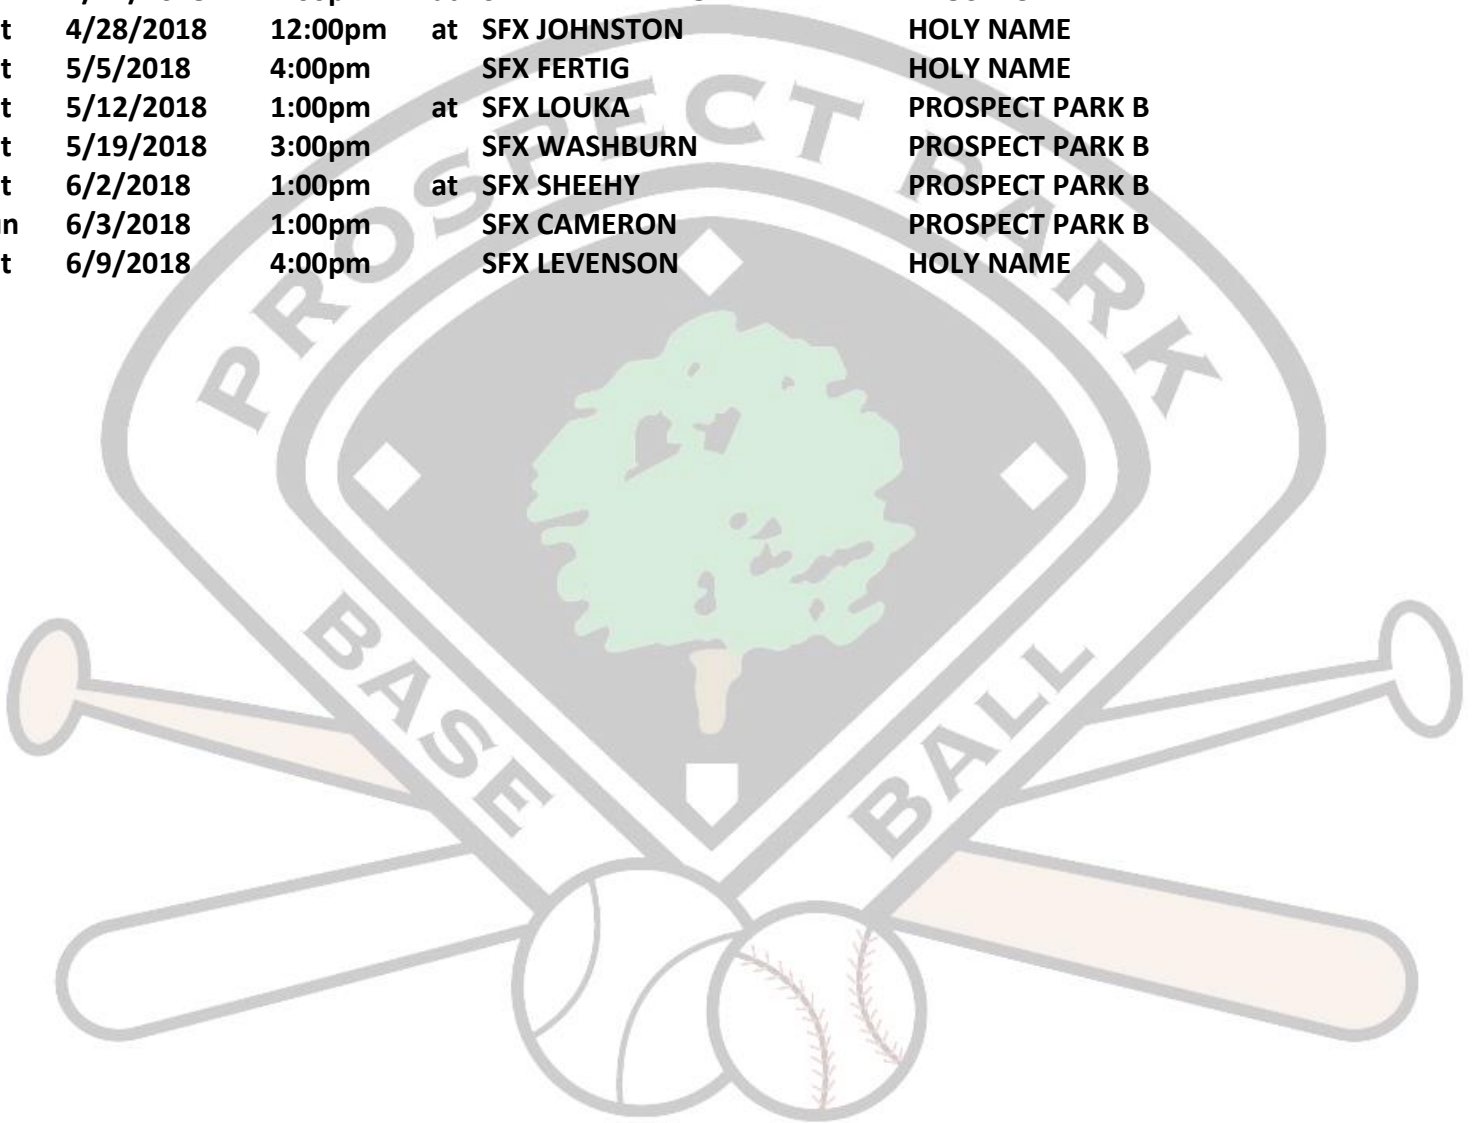 t 4/28/2018 12:00pm at SFX JOHNSTON HOLY NAME
t 5/5/2018 4:00pm SFX FERTIG HOLY NAME
t 5/12/2018 1:00pm at SFX LOUKA PROSPECT PARK B
t 5/19/2018 3:00pm SFX WASHBURN PROSPECT PARK B
t 6/2/2018 1:00pm at SFX SHEEHY PROSPECT PARK B
un 6/3/2018 1:00pm SFX CAMERON PROSPECT PARK B
t 6/9/2018 4:00pm SFX LEVENSON HOLY NAME
PROSPECT PARK
BASE BALL